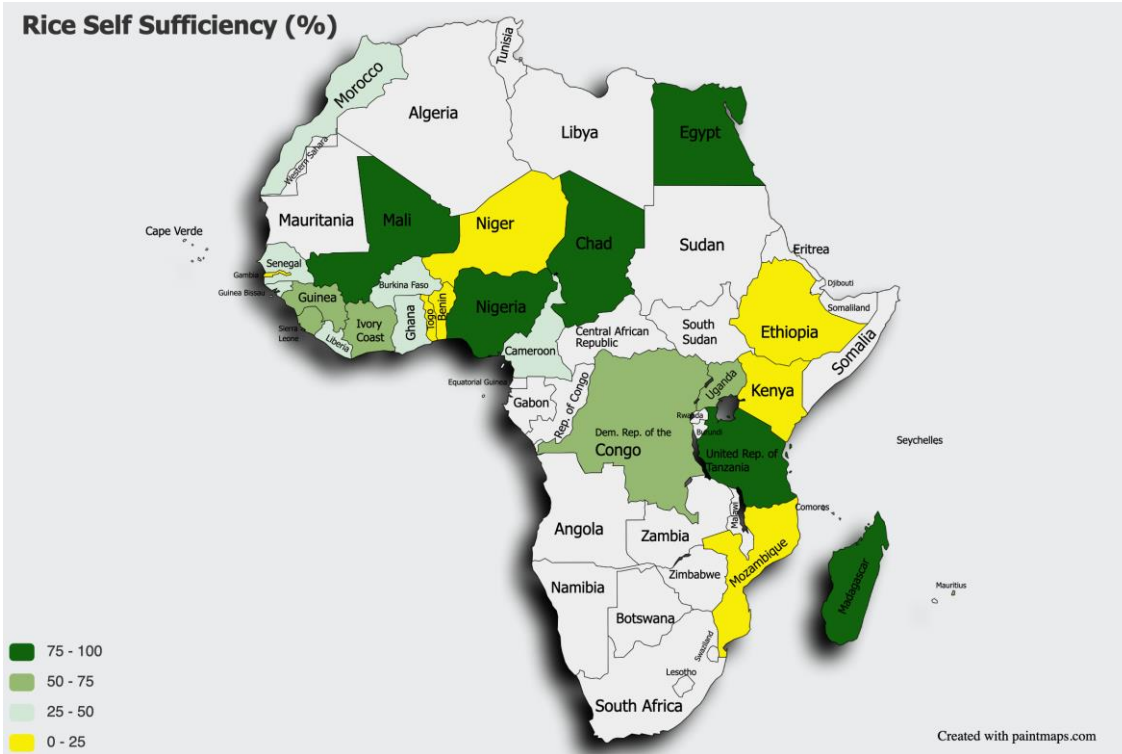 Rice Self Sufficiency (%)
Tunisia
Morocco
Algeria
Libya
Egypt
Western Sahara
Mauritania
Mali
Niger
Chad
Sudan
Cape Verde
Eritrea
Senegal
Gambia
Djibouti
Burkina Faso
Guinea Bissau
Guinea
Nigeria
Benin
Togo
Ghana
Ivory
Coast
Somaliland
Sierra
Leone
Liberia
Ethiopia
Central African
Republic
South
Sudan
Somalia
Cameroon
Equatorial Guinea
Uganda
Kenya
Gabon
Rep. of Congo
Rwanda
Burundi
Dem. Rep. of the
Congo
Seychelles
United Rep. of
Tanzania
Comoros
Malawi
Angola
Zambia
Mozambique
Zimbabwe
Madagascar
Mauritius
Namibia
Botswana
Swaziland
Lesotho
South Africa
75 - 100
50 - 75
25 - 50
0 - 25
Created with paintmaps.com